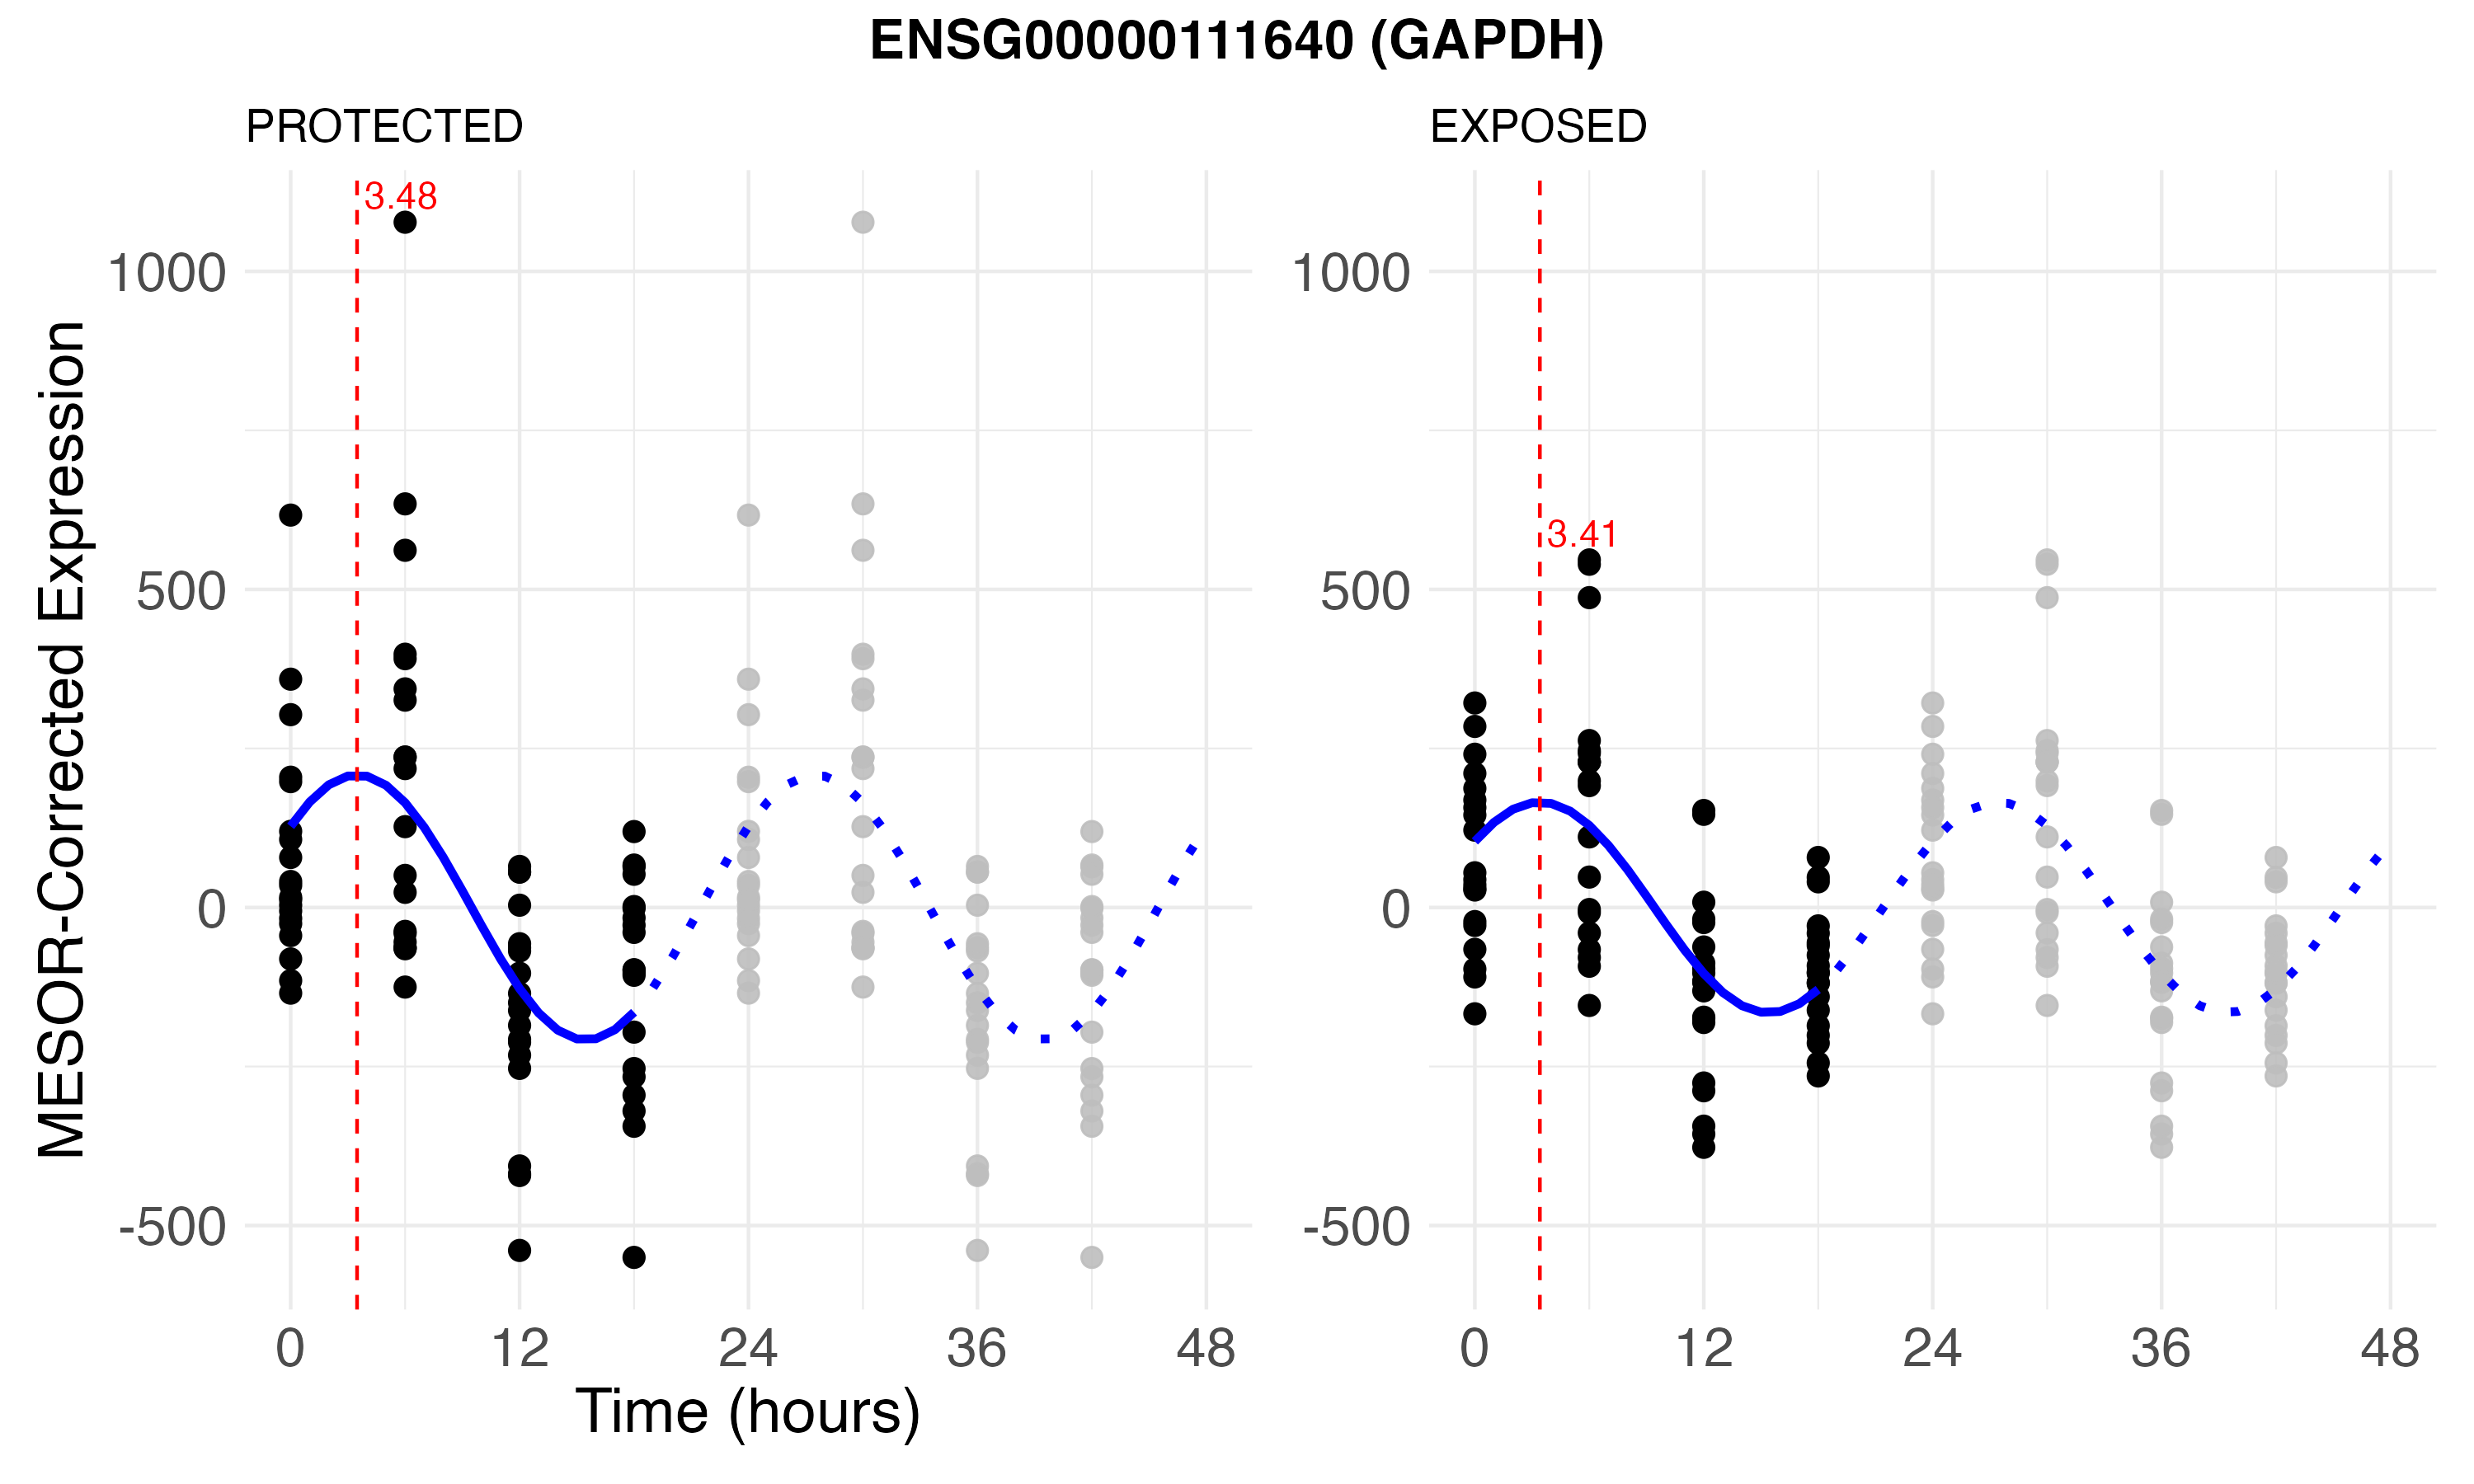 ENSG00000111640 (GAPDH)
PROTECTED
EXPOSED
MESOR-Corrected Expression
1000
500
0
-500
3.48
1000
500
0
-500
3.41
0 12 24 36 48
0 12 24 36 48
Time (hours)